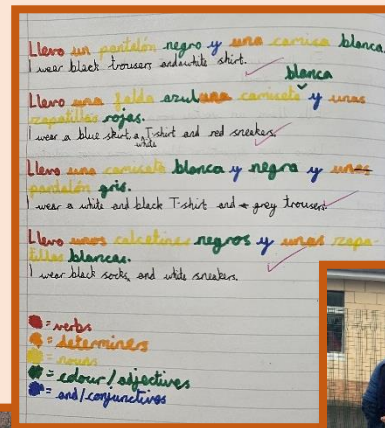 Llevo un pantalón negro y una camisa blanca.
I wear black trousers and a white shirt.
blanca
Llevo una falda azul una camiseta y unas
zapatillas rojas.
I wear a blue skirt, a T-shirt and red sneakers.
white
Llevo una camiseta blanca y negra y unos
pantalón gris.
I wear a white and black T-shirt and grey trousers.
Llevo unos calcetines negros y unas zapa-
tillas blancas.
I wear black socks and white sneakers.
= verbs
= determiners
= nouns
= colour/adjectives
= and/conjunctives